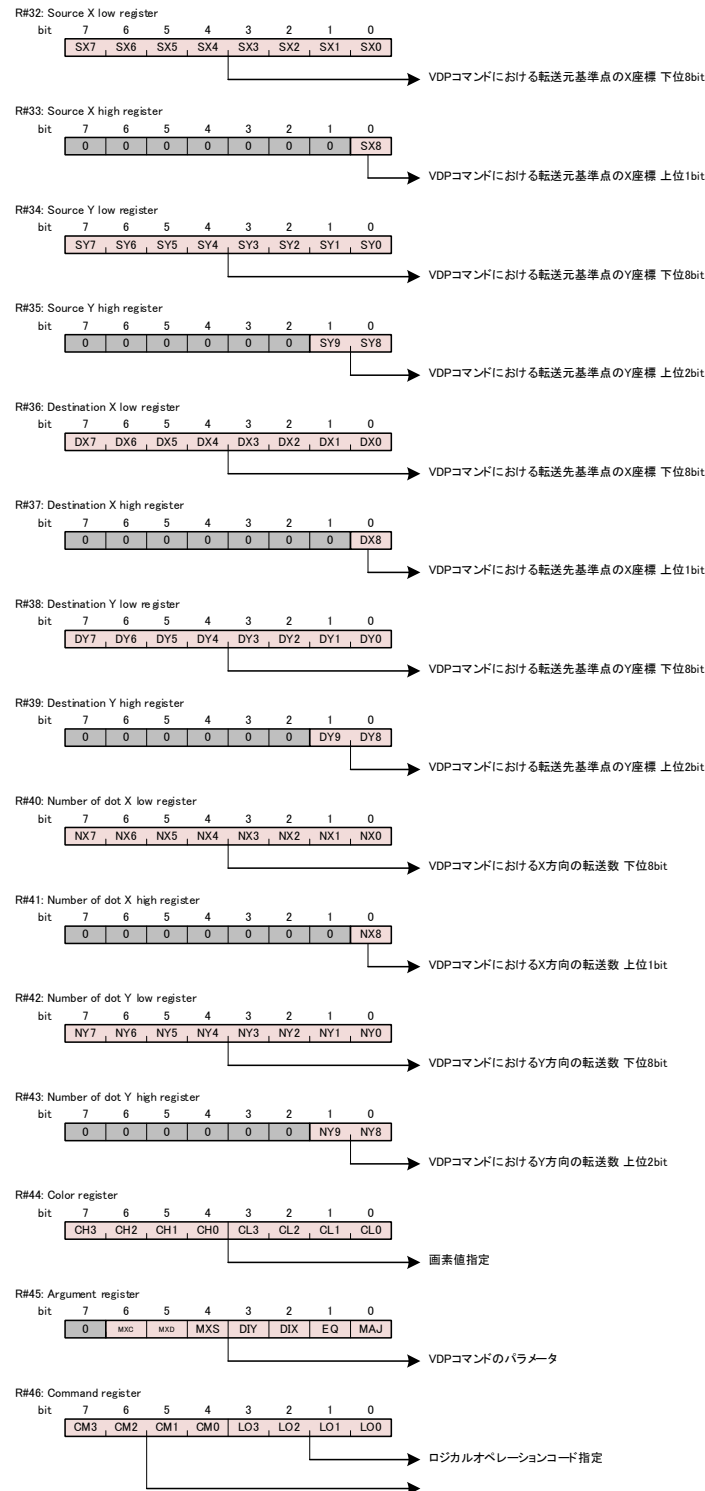 R#32: Source X low register
bit 7 6 5 4 3 2 1 0
SX7 SX6 SX5 SX4 SX3 SX2 SX1 SX0
VDPコマンドにおける転送元基準点のX座標 下位8bit
R#33: Source X high register
bit 7 6 5 4 3 2 1 0
0 0 0 0 0 0 0 SX8
VDPコマンドにおける転送元基準点のX座標 上位1bit
R#34: Source Y low register
bit 7 6 5 4 3 2 1 0
SY7 SY6 SY5 SY4 SY3 SY2 SY1 SY0
VDPコマンドにおける転送元基準点のY座標 下位8bit
R#35: Source Y high register
bit 7 6 5 4 3 2 1 0
0 0 0 0 0 0 SY9 SY8
VDPコマンドにおける転送元基準点のY座標 上位2bit
R#36: Destination X low register
bit 7 6 5 4 3 2 1 0
DX7 DX6 DX5 DX4 DX3 DX2 DX1 DX0
VDPコマンドにおける転送先基準点のX座標 下位8bit
R#37: Destination X high register
bit 7 6 5 4 3 2 1 0
0 0 0 0 0 0 0 DX8
VDPコマンドにおける転送先基準点のX座標 上位1bit
R#38: Destination Y low register
bit 7 6 5 4 3 2 1 0
DY7 DY6 DY5 DY4 DY3 DY2 DY1 DY0
VDPコマンドにおける転送先基準点のY座標 下位8bit
R#39: Destination Y high register
bit 7 6 5 4 3 2 1 0
0 0 0 0 0 0 DY9 DY8
VDPコマンドにおける転送先基準点のY座標 上位2bit
R#40: Number of dot X low register
bit 7 6 5 4 3 2 1 0
NX7 NX6 NX5 NX4 NX3 NX2 NX1 NX0
VDPコマンドにおけるX方向の転送数 下位8bit
R#41: Number of dot X high register
bit 7 6 5 4 3 2 1 0
0 0 0 0 0 0 0 NX8
VDPコマンドにおけるX方向の転送数 上位1bit
R#42: Number of dot Y low register
bit 7 6 5 4 3 2 1 0
NY7 NY6 NY5 NY4 NY3 NY2 NY1 NY0
VDPコマンドにおけるY方向の転送数 下位8bit
R#43: Number of dot Y high register
bit 7 6 5 4 3 2 1 0
0 0 0 0 0 0 NY9 NY8
VDPコマンドにおけるY方向の転送数 上位2bit
R#44: Color register
bit 7 6 5 4 3 2 1 0
CH3 CH2 CH1 CH0 CL3 CL2 CL1 CL0
画素値指定
R#45: Argument register
bit 7 6 5 4 3 2 1 0
0 MXC MXD MXS DIY DIX EQ MAJ
VDPコマンドのパラメータ
R#46: Command register
bit 7 6 5 4 3 2 1 0
CM3 CM2 CM1 CM0 LO3 LO2 LO1 LO0
ロジカルオペレーションコード指定